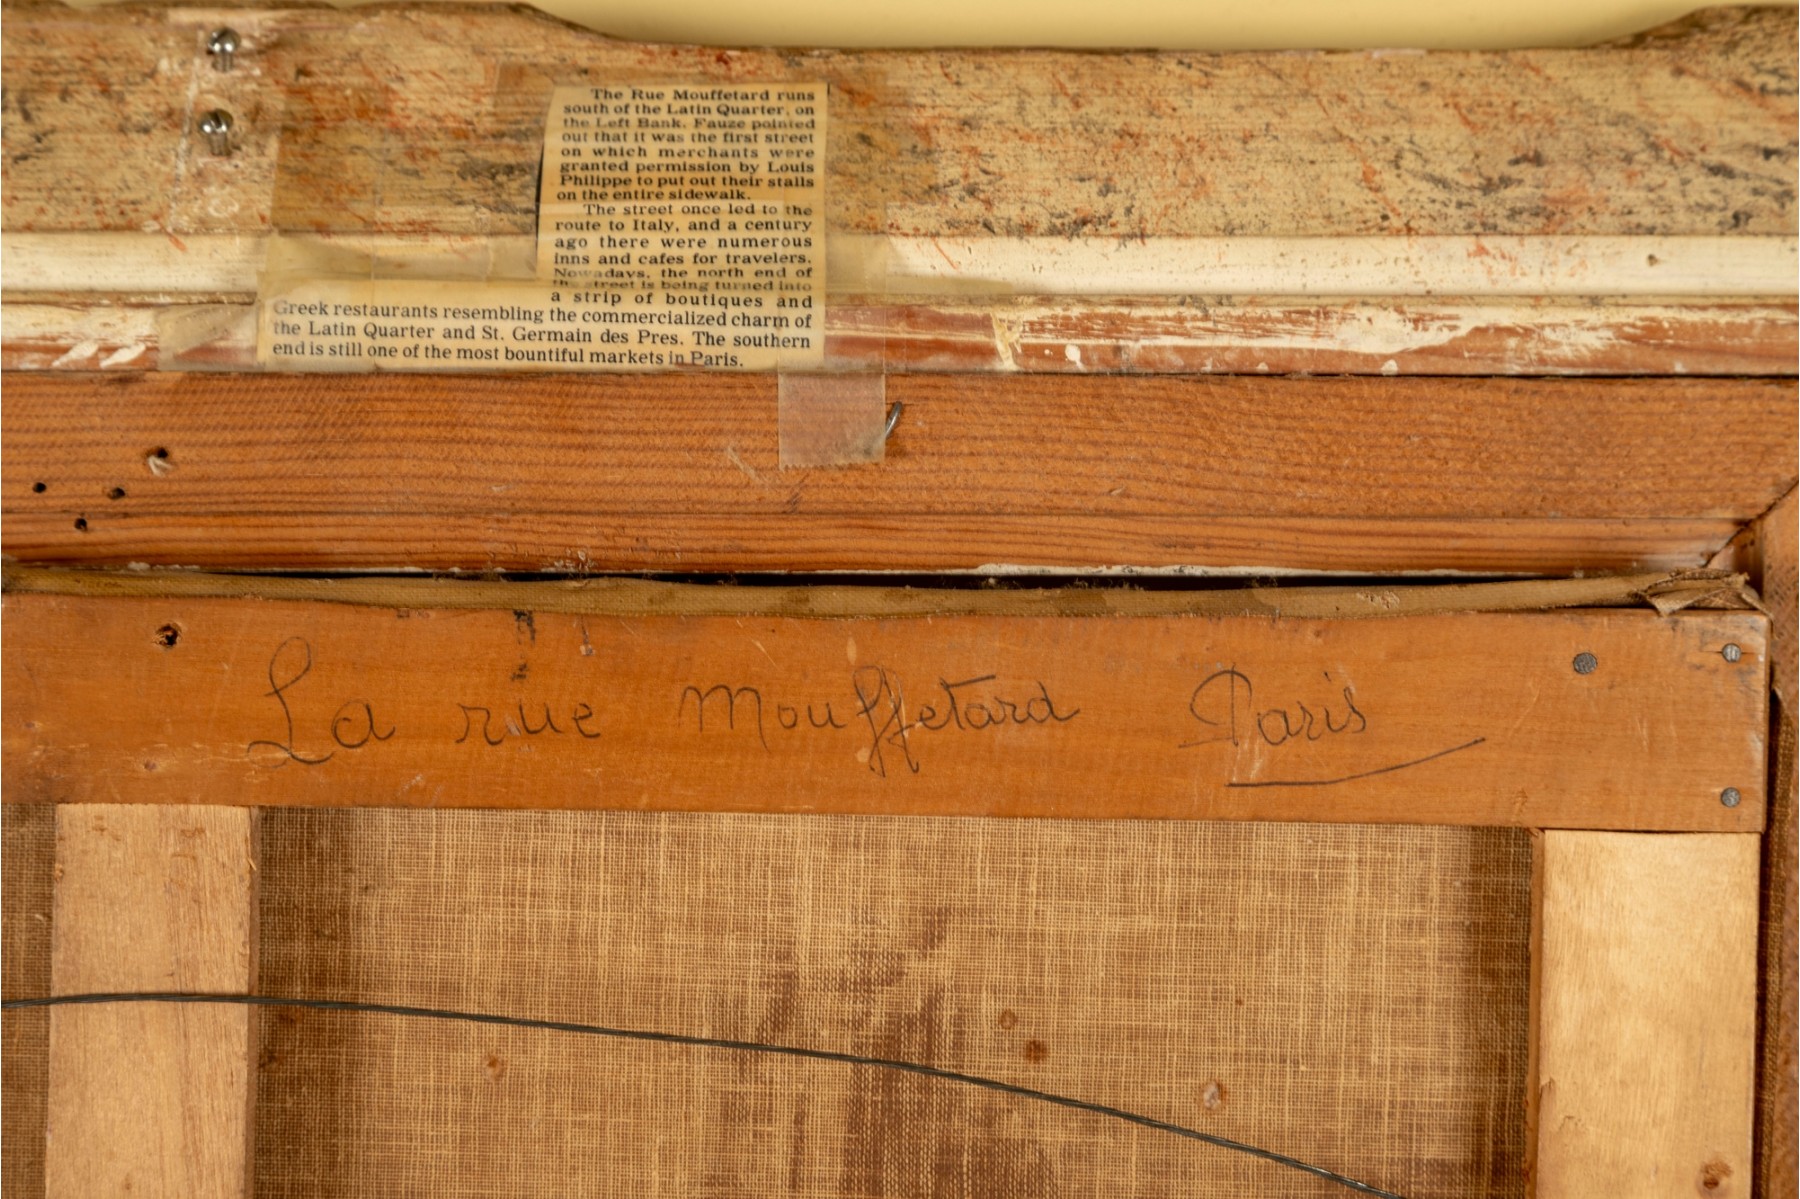 The Rue Mouffetard runs
south of the Latin Quarter, on
the Left Bank. Fauze pointed
out that it was the first street
on which merchants were
granted permission by Louis
Philippe to put out their stalls
on the entire sidewalk.
The street once led to the
route to Italy, and a century
ago there were numerous
inns and cafes for travelers.
Nowadays, the north end of
the street is being turned into
a strip of boutiques and
Greek restaurants resembling the commercialized charm of
the Latin Quarter and St. Germain des Pres. The southern
end is still one of the most bountiful markets in Paris.
La rue Mouffetard Paris